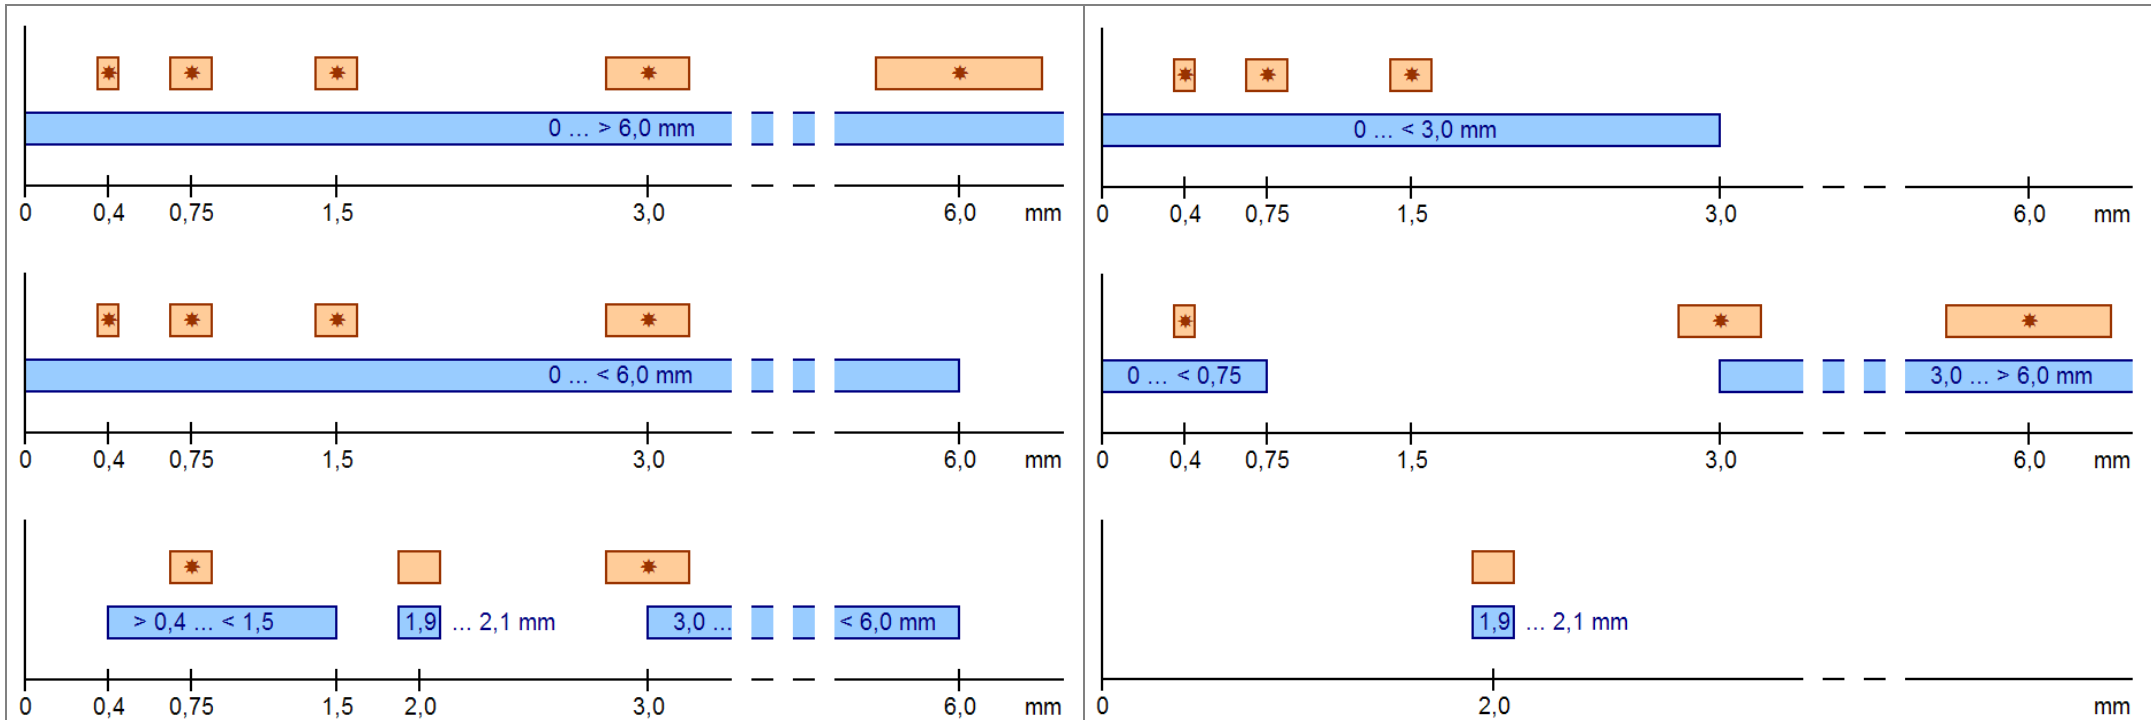 0 ... > 6,0 mm
0 0,4 0,75 1,5 3,0 6,0 mm
0 ... < 3,0 mm
0 0,4 0,75 1,5 3,0 6,0 mm
0 ... < 6,0 mm
0 0,4 0,75 1,5 3,0 6,0 mm
0 ... < 0,75 3,0 ... > 6,0 mm
0 0,4 0,75 1,5 3,0 6,0 mm
> 0,4 ... < 1,5 1,9 ... 2,1 mm 3,0 ... < 6,0 mm
0 0,4 0,75 1,5 2,0 3,0 6,0 mm
1,9 ... 2,1 mm
0 2,0 mm